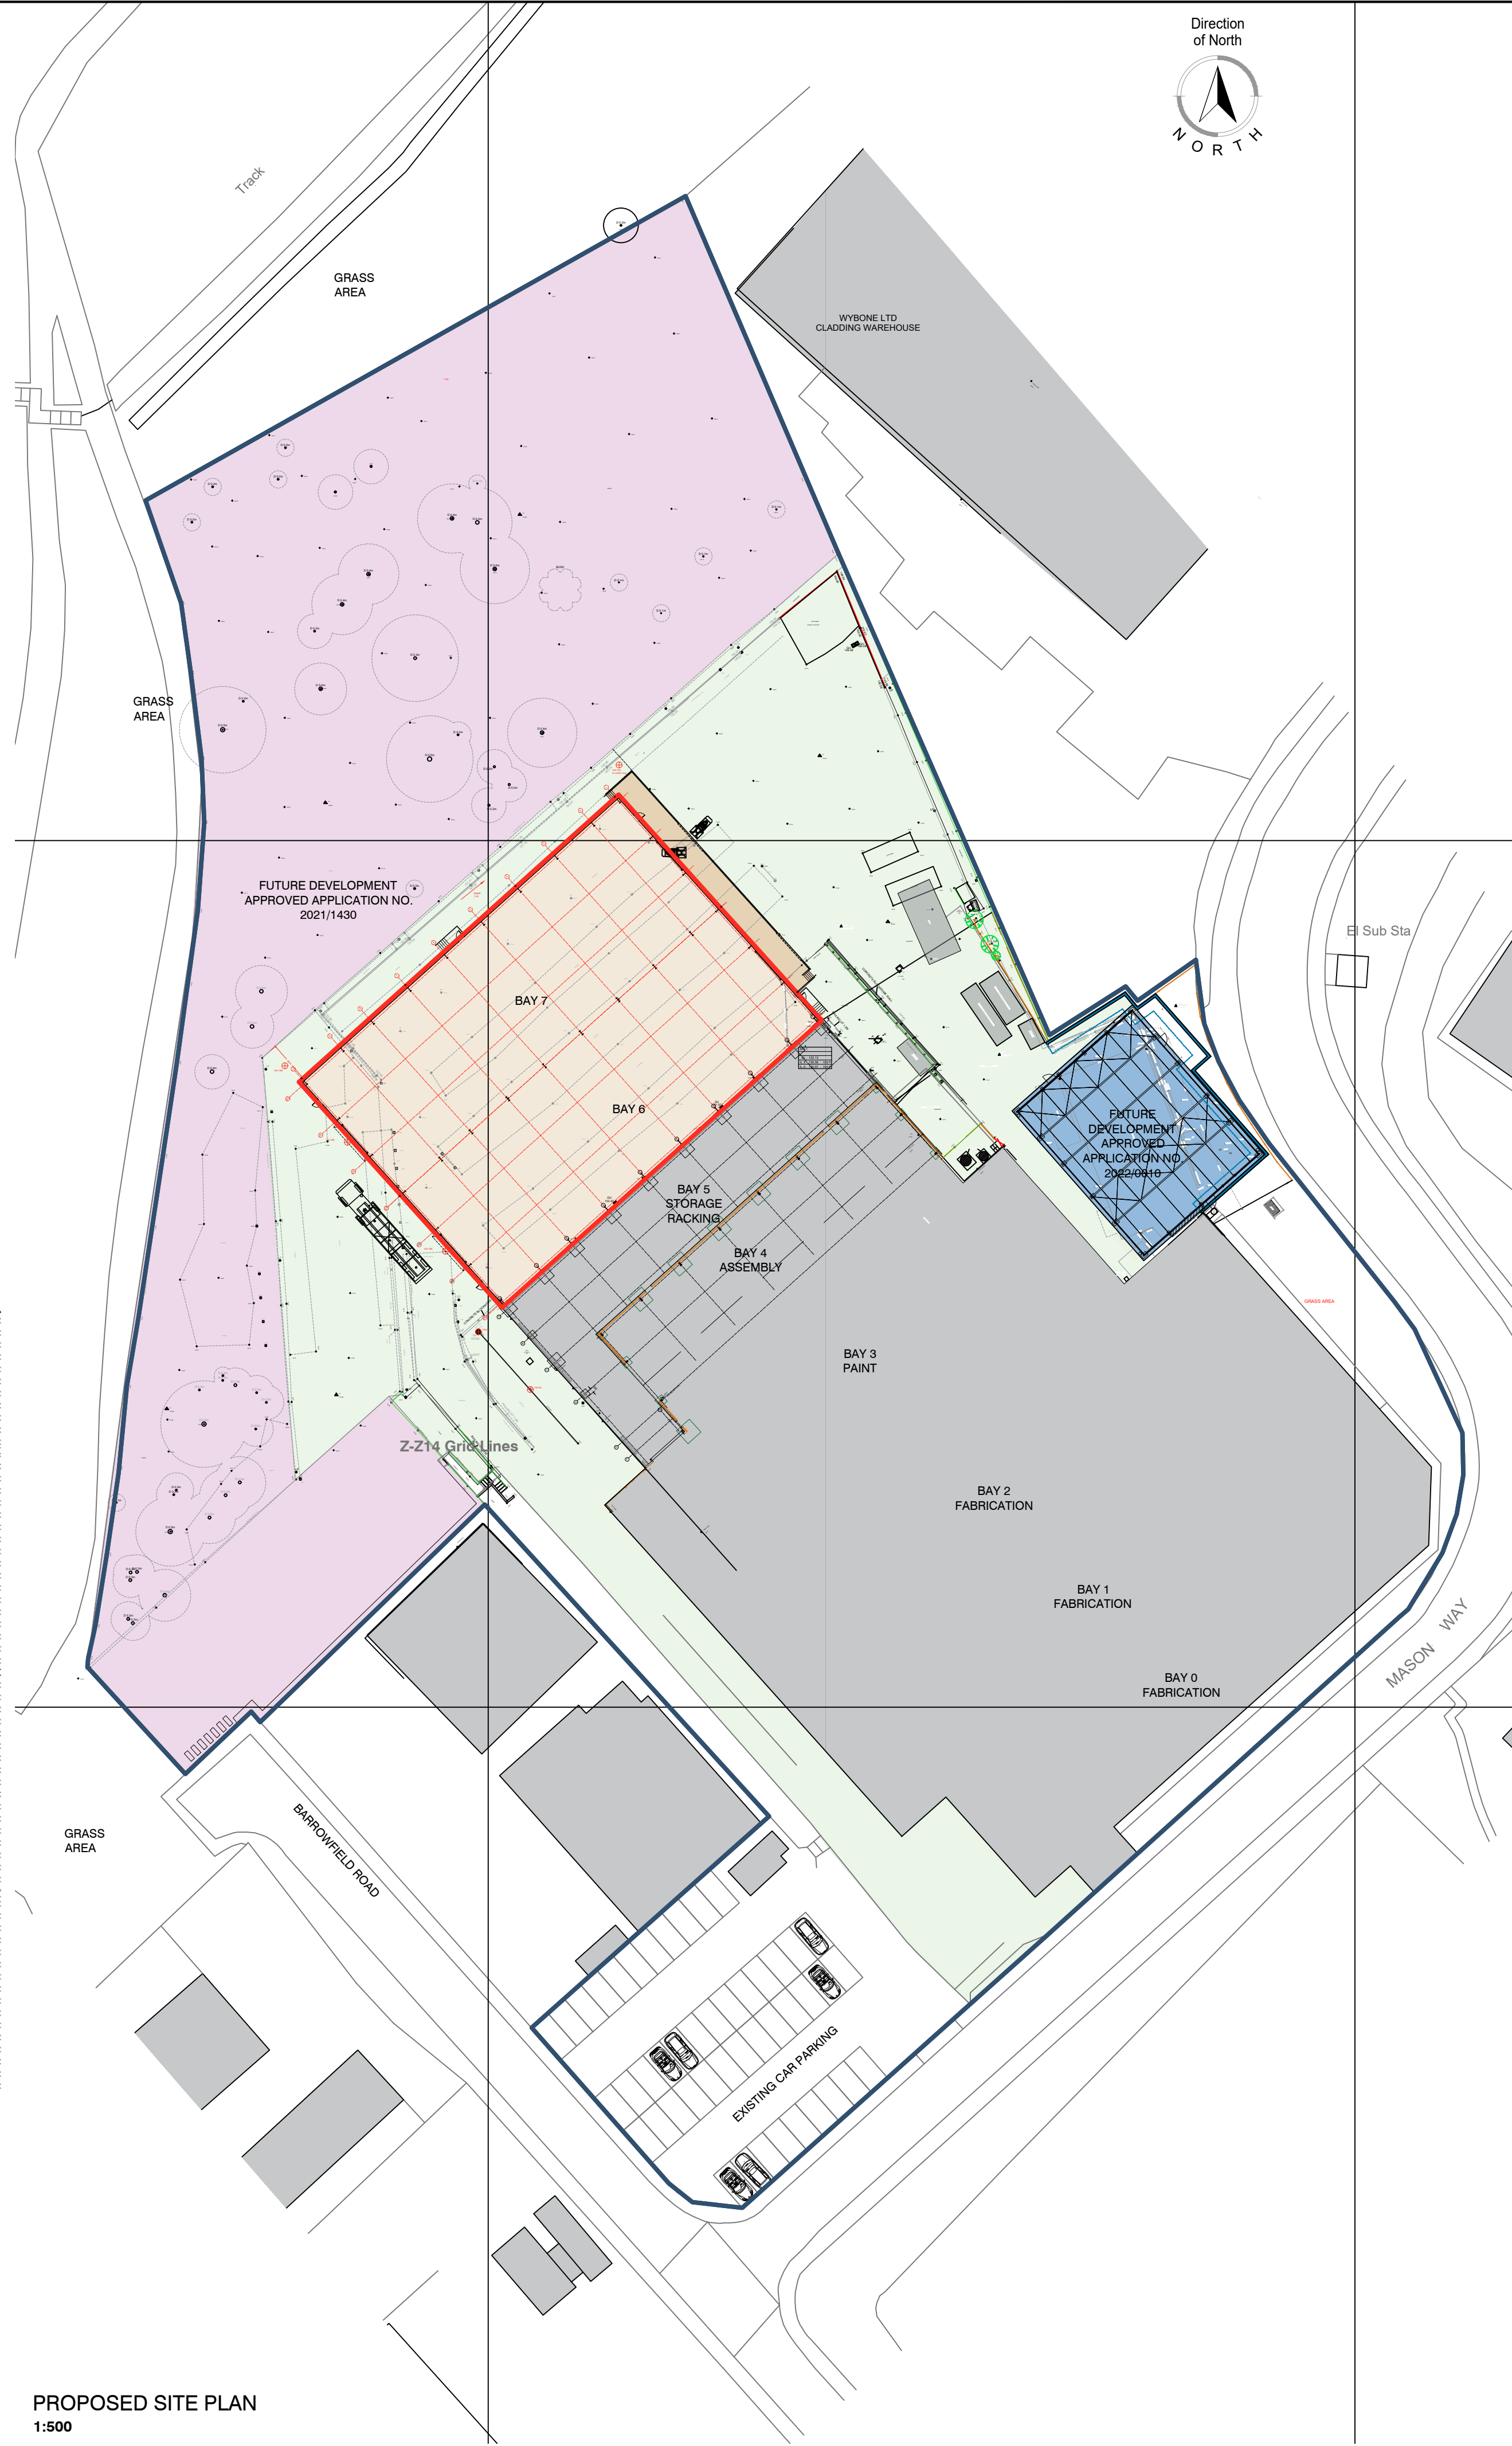 Direction
of North
NORTH
Track
GRASS
AREA
WYBONE LTD
CLADDING WAREHOUSE
GRASS
AREA
FUTURE DEVELOPMENT
APPROVED APPLICATION NO.
2021/1430
El Sub Sta
BAY 7
BAY 6
FUTURE
DEVELOPMENT
APPROVED
APPLICATION NO
2022/0010
BAY 5
STORAGE
RACKING
BAY 4
ASSEMBLY
GRASS AREA
BAY 3
PAINT
Z-Z14 Grid Lines
BAY 2
FABRICATION
BAY 1
FABRICATION
MASON WAY
BAY 0
FABRICATION
GRASS
AREA
BARROWFIELD ROAD
EXISTING CAR PARKING
PROPOSED SITE PLAN
1:500